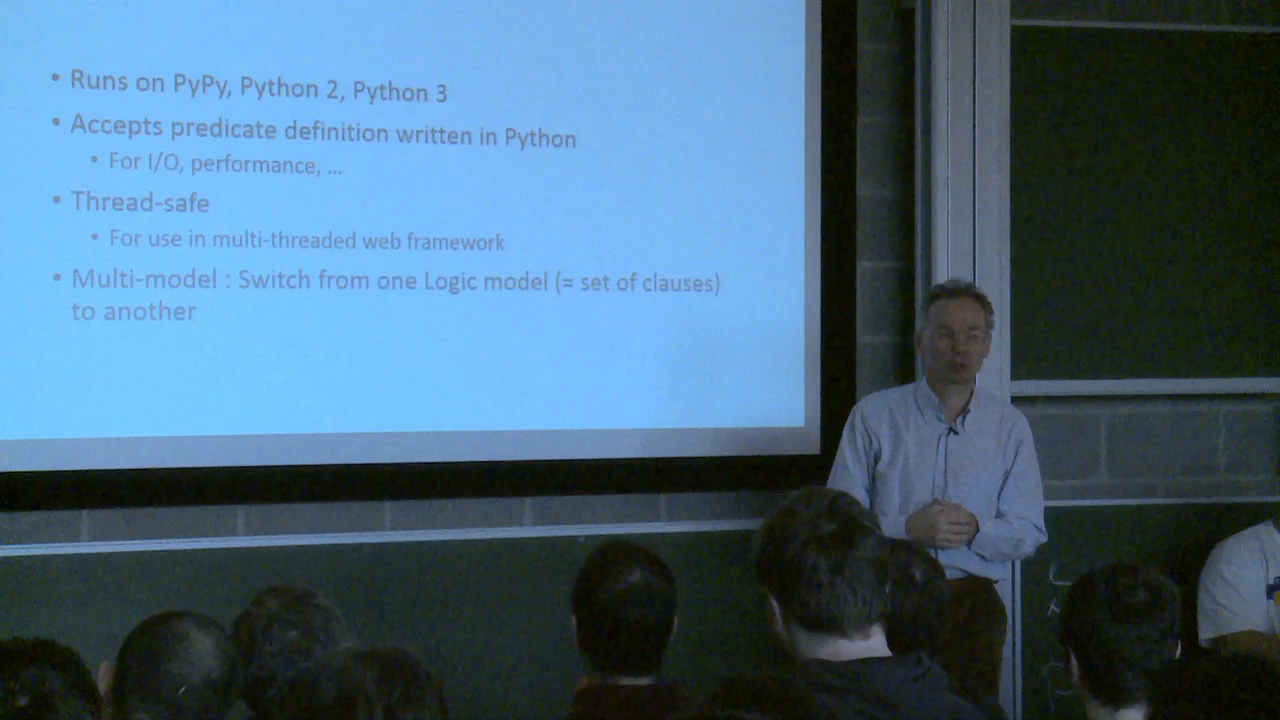 • Runs on PyPy, Python 2, Python 3
• Accepts predicate definition written in Python
• For I/O, performance, ...
• Thread-safe
• For use in multi-threaded web framework
• Multi-model : Switch from one Logic model (= set of clauses)
to another